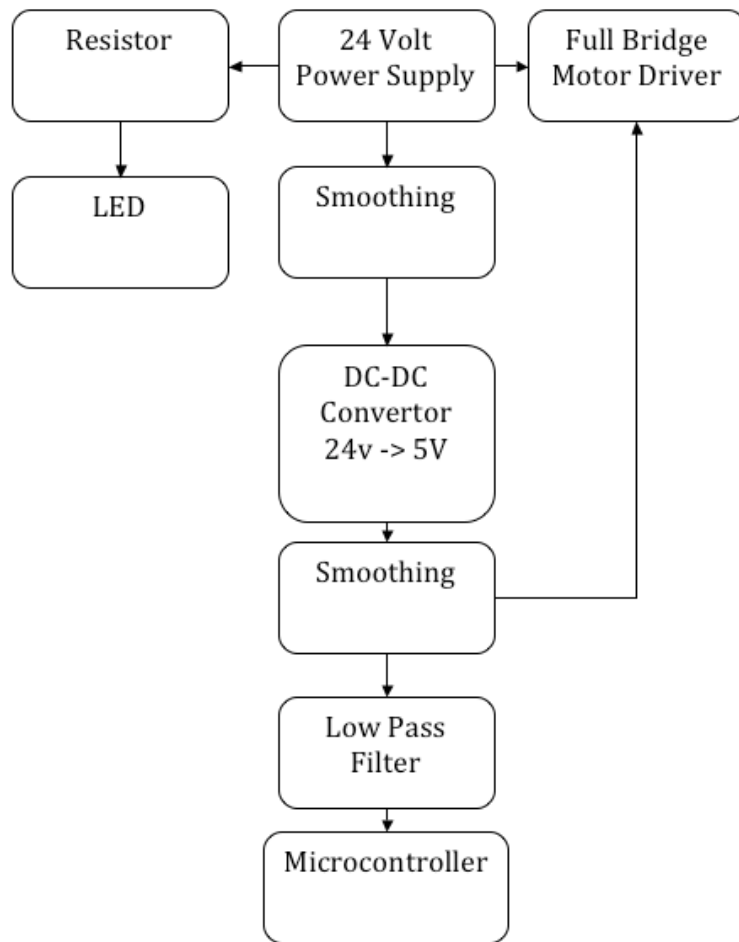 Resistor
24 Volt
Power Supply
Full Bridge
Motor Driver
LED
Smoothing
DC-DC
Convertor
24v -> 5V
Smoothing
Low Pass
Filter
Microcontroller